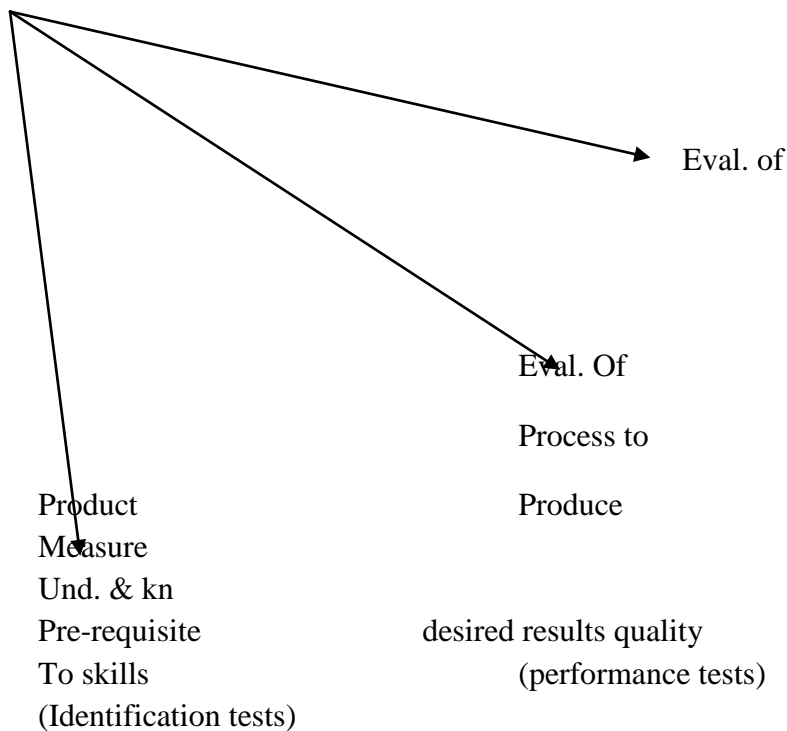 Eval. of
Eval. Of
Process to
Product Produce
Measure
Und. & kn
Pre-requisite desired results quality
To skills (performance tests)
(Identification tests)